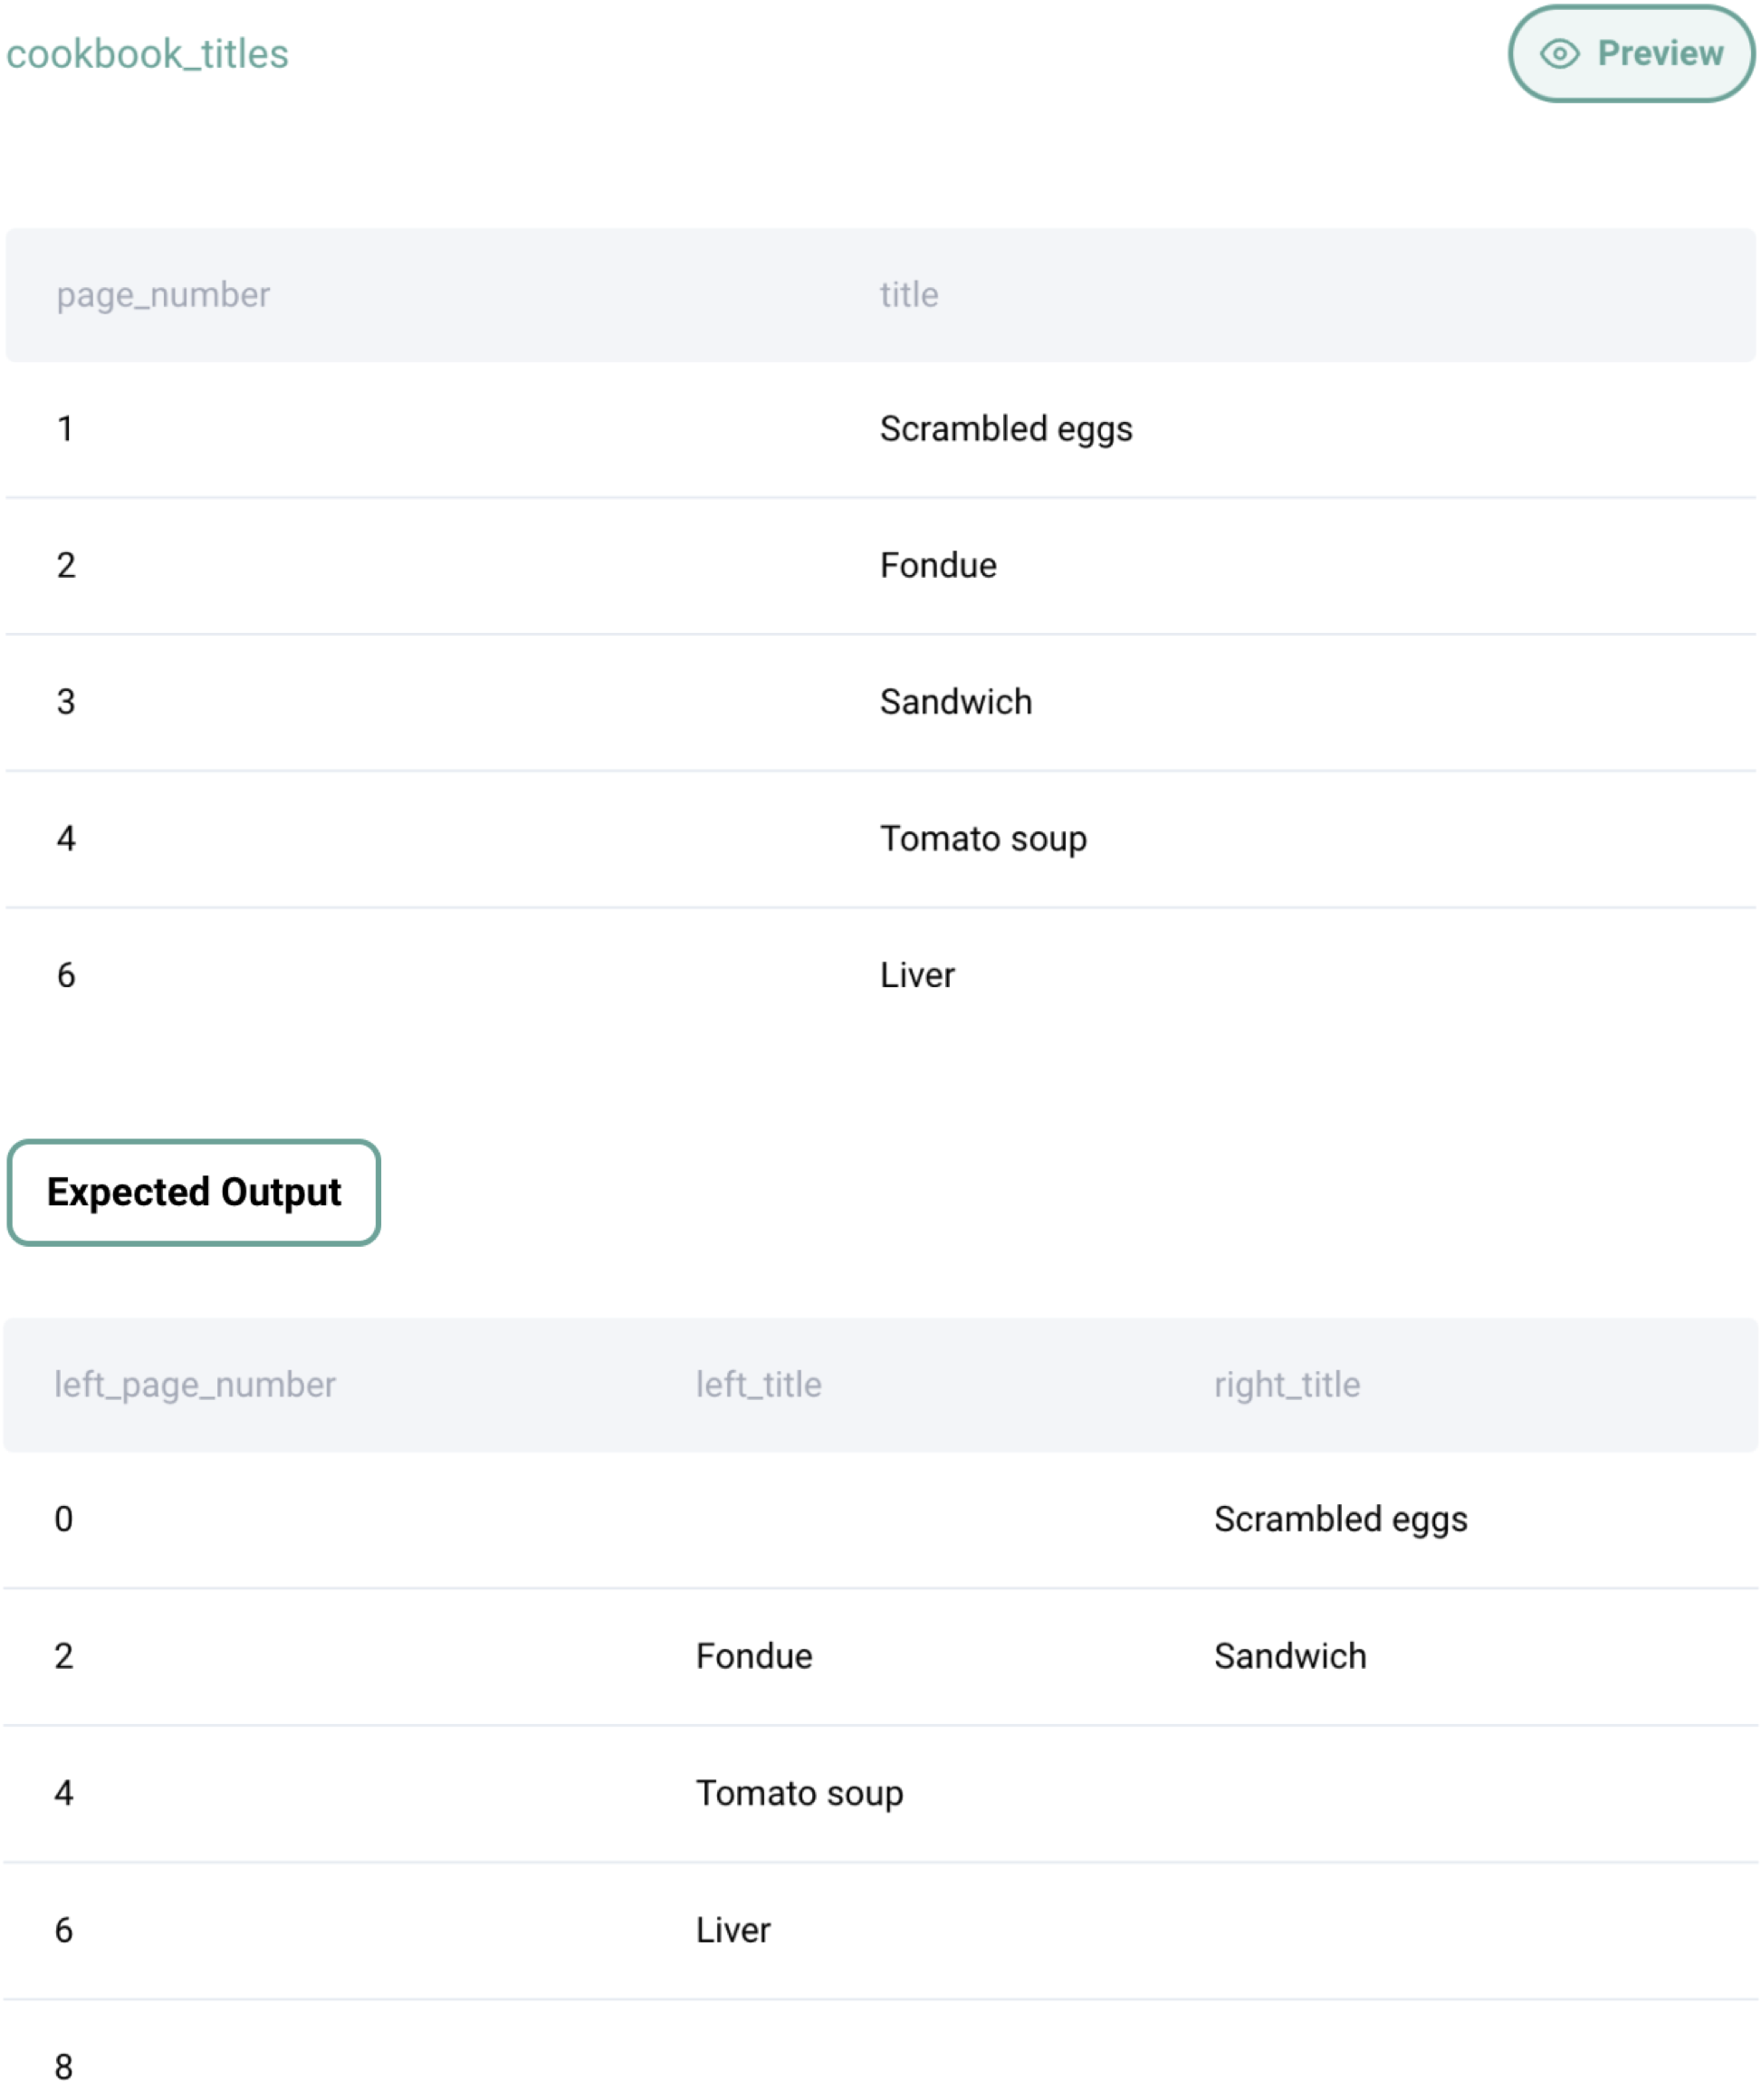 cookbook_titles Preview
page_number title
1 Scrambled eggs
2 Fondue
3 Sandwich
4 Tomato soup
6 Liver
Expected Output
left_page_number left_title right_title
0 Scrambled eggs
2 Fondue Sandwich
4 Tomato soup
6 Liver
8